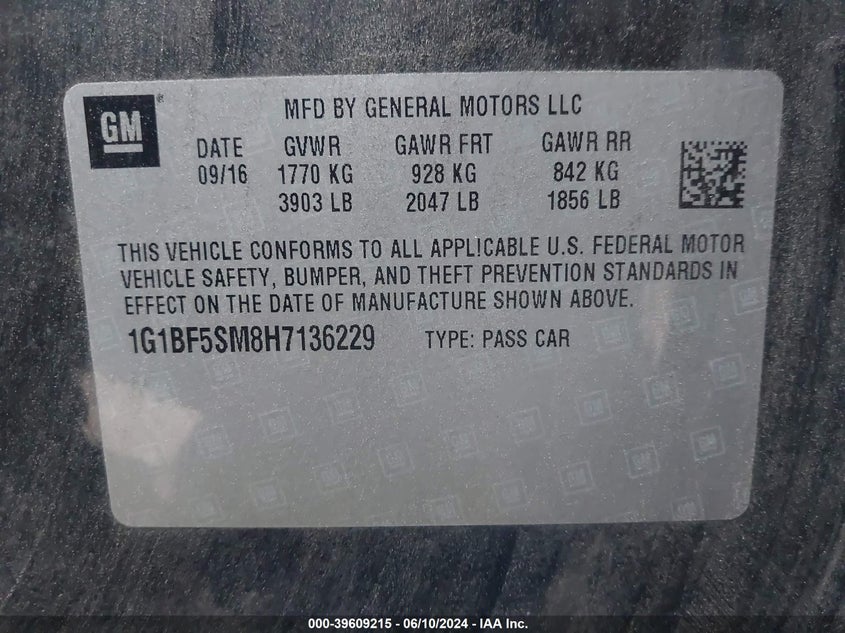 GM
MFD BY GENERAL MOTORS LLC
DATE GVWR GAWR FRT GAWR RR
09/16 1770 KG 928 KG 842 KG
3903 LB 2047 LB 1856 LB
THIS VEHICLE CONFORMS TO ALL APPLICABLE U.S. FEDERAL MOTOR
VEHICLE SAFETY, BUMPER, AND THEFT PREVENTION STANDARDS IN
EFFECT ON THE DATE OF MANUFACTURE SHOWN ABOVE.
1G1BF5SM8H7136229 TYPE: PASS CAR
000-39609215 - 06/10/2024 - IAA Inc.